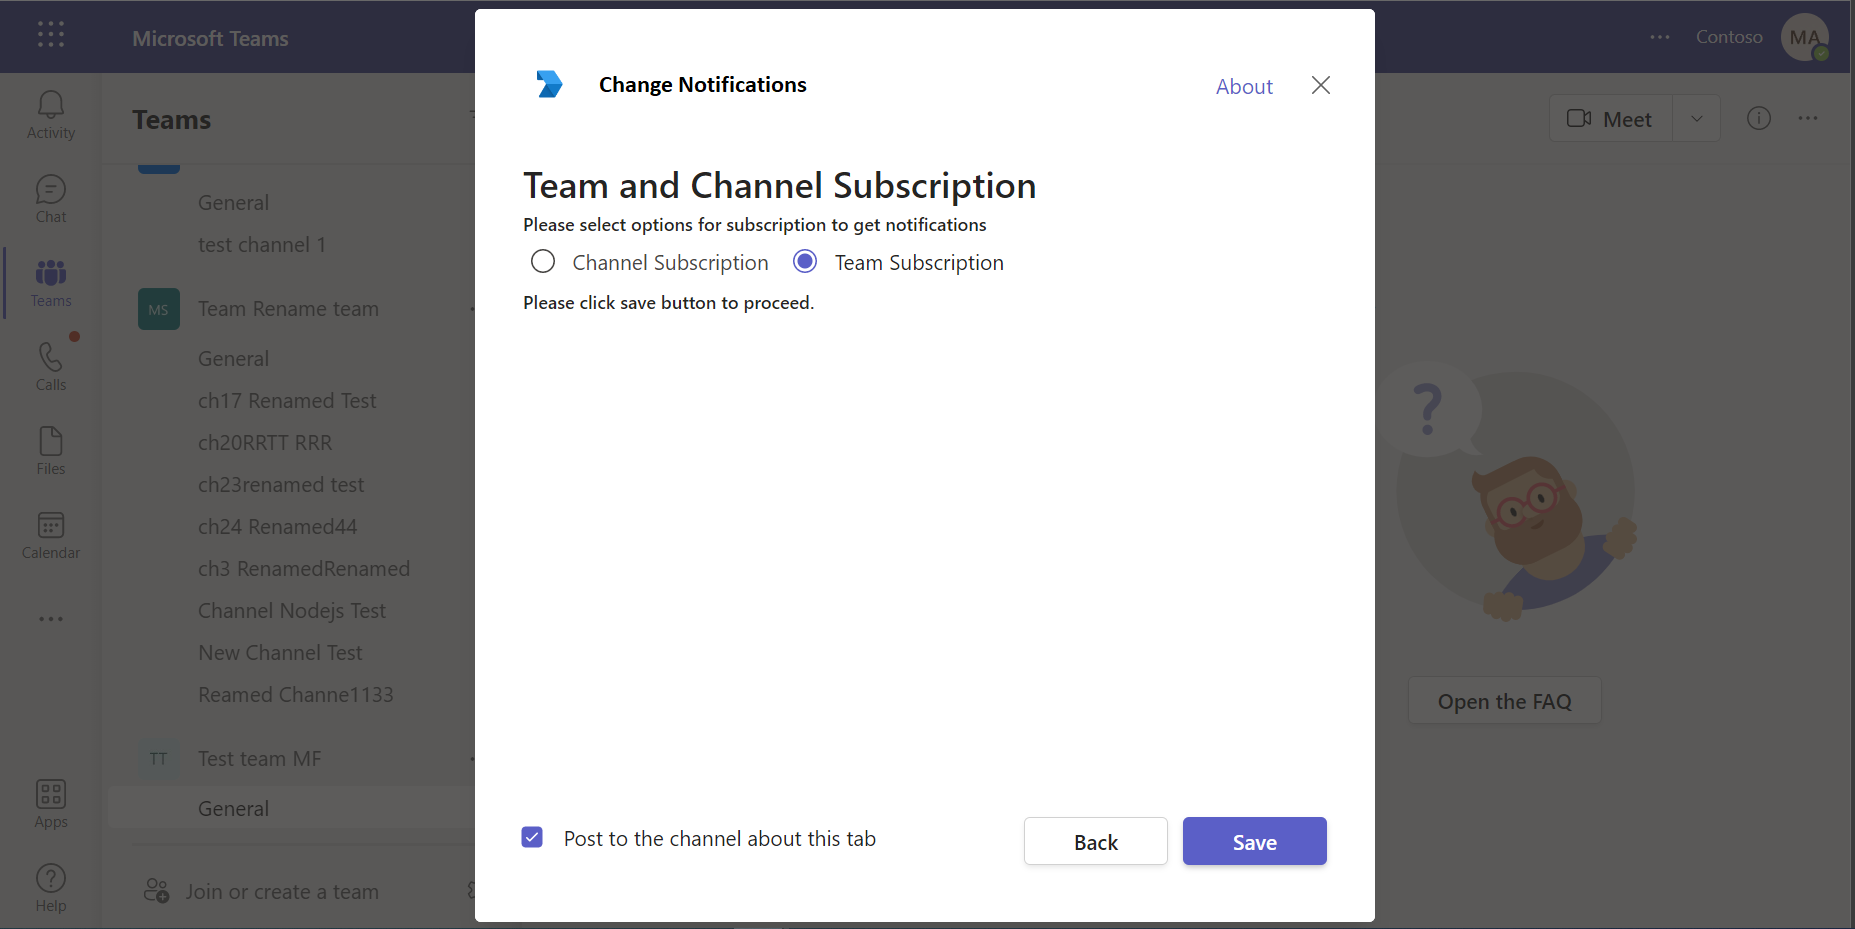 Microsoft Teams
Contoso
MA
Activity
Chat
Teams
Calls
Files
Calendar
Apps
Help
Teams
General
test channel 1
MS
Team Rename team
General
ch17 Renamed Test
ch20RRTT RRR
ch23renamed test
ch24 Renamed44
ch3 RenamedRenamed
Channel Nodejs Test
New Channel Test
Reamed Channe1133
TT
Test team MF
General
Join or create a team
Change Notifications
About
Team and Channel Subscription
Please select options for subscription to get notifications
Channel Subscription
Team Subscription
Please click save button to proceed.
Post to the channel about this tab
Back
Save
Meet
?
Open the FAQ